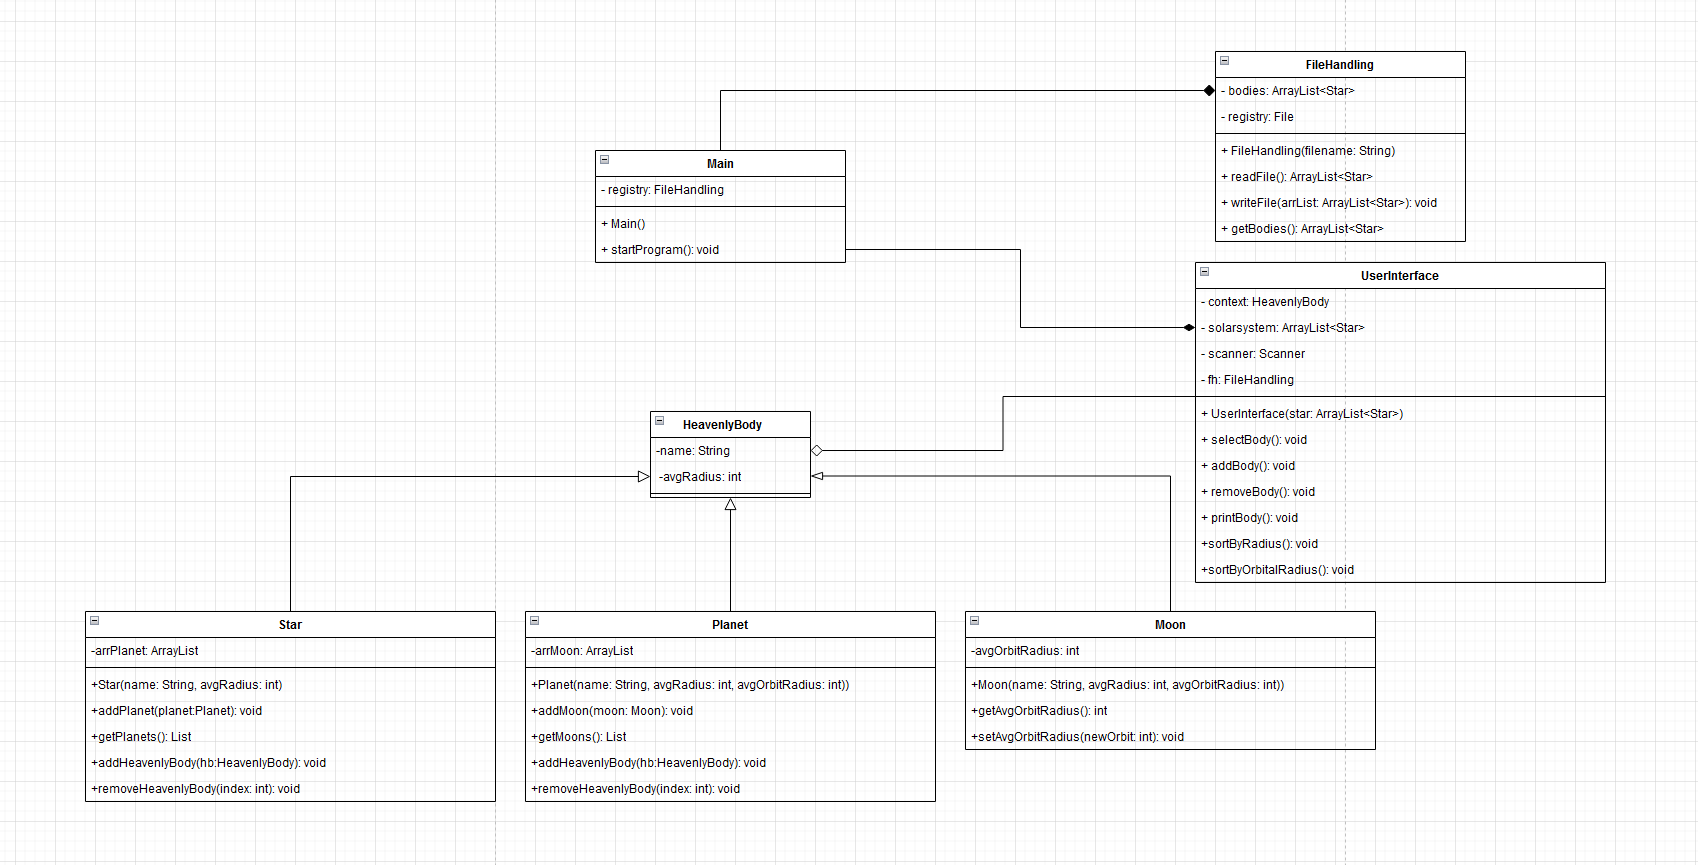 FileHandling
- bodies: ArrayList<Star>
- registry: File
+ FileHandling(filename: String)
+ readFile(): ArrayList<Star>
+ writeFile(arrList: ArrayList<Star>): void
+ getBodies(): ArrayList<Star>
Main
- registry: FileHandling
+ Main()
+ startProgram(): void
UserInterface
- context: HeavenlyBody
- solarsystem: ArrayList<Star>
- scanner: Scanner
- fh: FileHandling
+ UserInterface(star: ArrayList<Star>)
+ selectBody(): void
+ addBody(): void
+ removeBody(): void
+ printBody(): void
+sortByRadius(): void
+sortByOrbitalRadius(): void
HeavenlyBody
-name: String
-avgRadius: int
Star
-arrPlanet: ArrayList
+Star(name: String, avgRadius: int)
+addPlanet(planet:Planet): void
+getPlanets(): List
+addHeavenlyBody(hb:HeavenlyBody): void
+removeHeavenlyBody(index: int): void
Planet
-arrMoon: ArrayList
+Planet(name: String, avgRadius: int, avgOrbitRadius: int))
+addMoon(moon: Moon): void
+getMoons(): List
+addHeavenlyBody(hb:HeavenlyBody): void
+removeHeavenlyBody(index: int): void
Moon
-avgOrbitRadius: int
+Moon(name: String, avgRadius: int, avgOrbitRadius: int))
+getAvgOrbitRadius(): int
+setAvgOrbitRadius(newOrbit: int): void